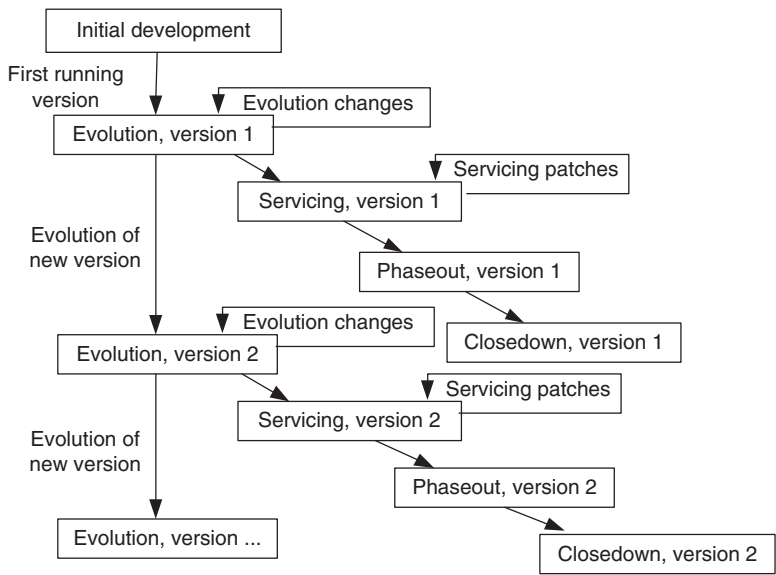 Initial development
First running
version
Evolution changes
Evolution, version 1
Servicing patches
Servicing, version 1
Evolution of
new version
Phaseout, version 1
Evolution changes
Closedown, version 1
Evolution, version 2
Servicing patches
Servicing, version 2
Evolution of
new version
Phaseout, version 2
Evolution, version ...
Closedown, version 2